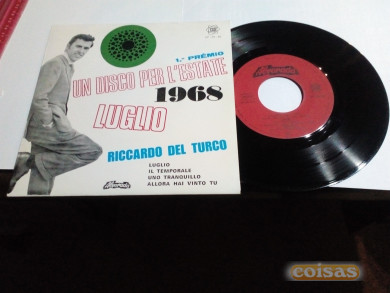 1.º PRÉMIO
UN DISCO PER L'ESTATE
1968
LUGLIO
RICCARDO DEL TURCO
LUGLIO
IL TEMPORALE
UNO TRANQUILLO
ALLORA HAI VINTO TU
coisas